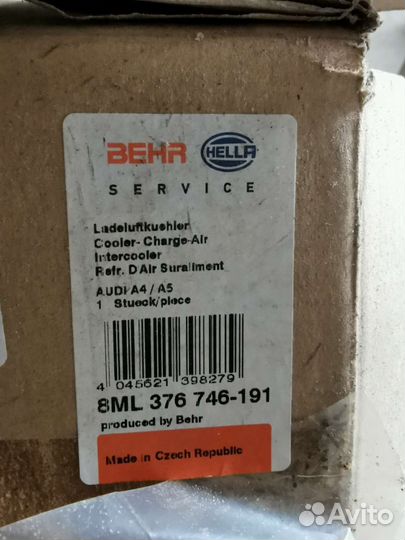 BEHR HELLA
SERVICE
Ladeluftkuehler
Cooler- Charge-Air
Intercooler
Refr. D'Air Surallment
AUDI A4 / A5
1 Stueck/piece
4 045621 398279
8ML 376 746-191
produced by Behr
Made in Czech Republic
Avito